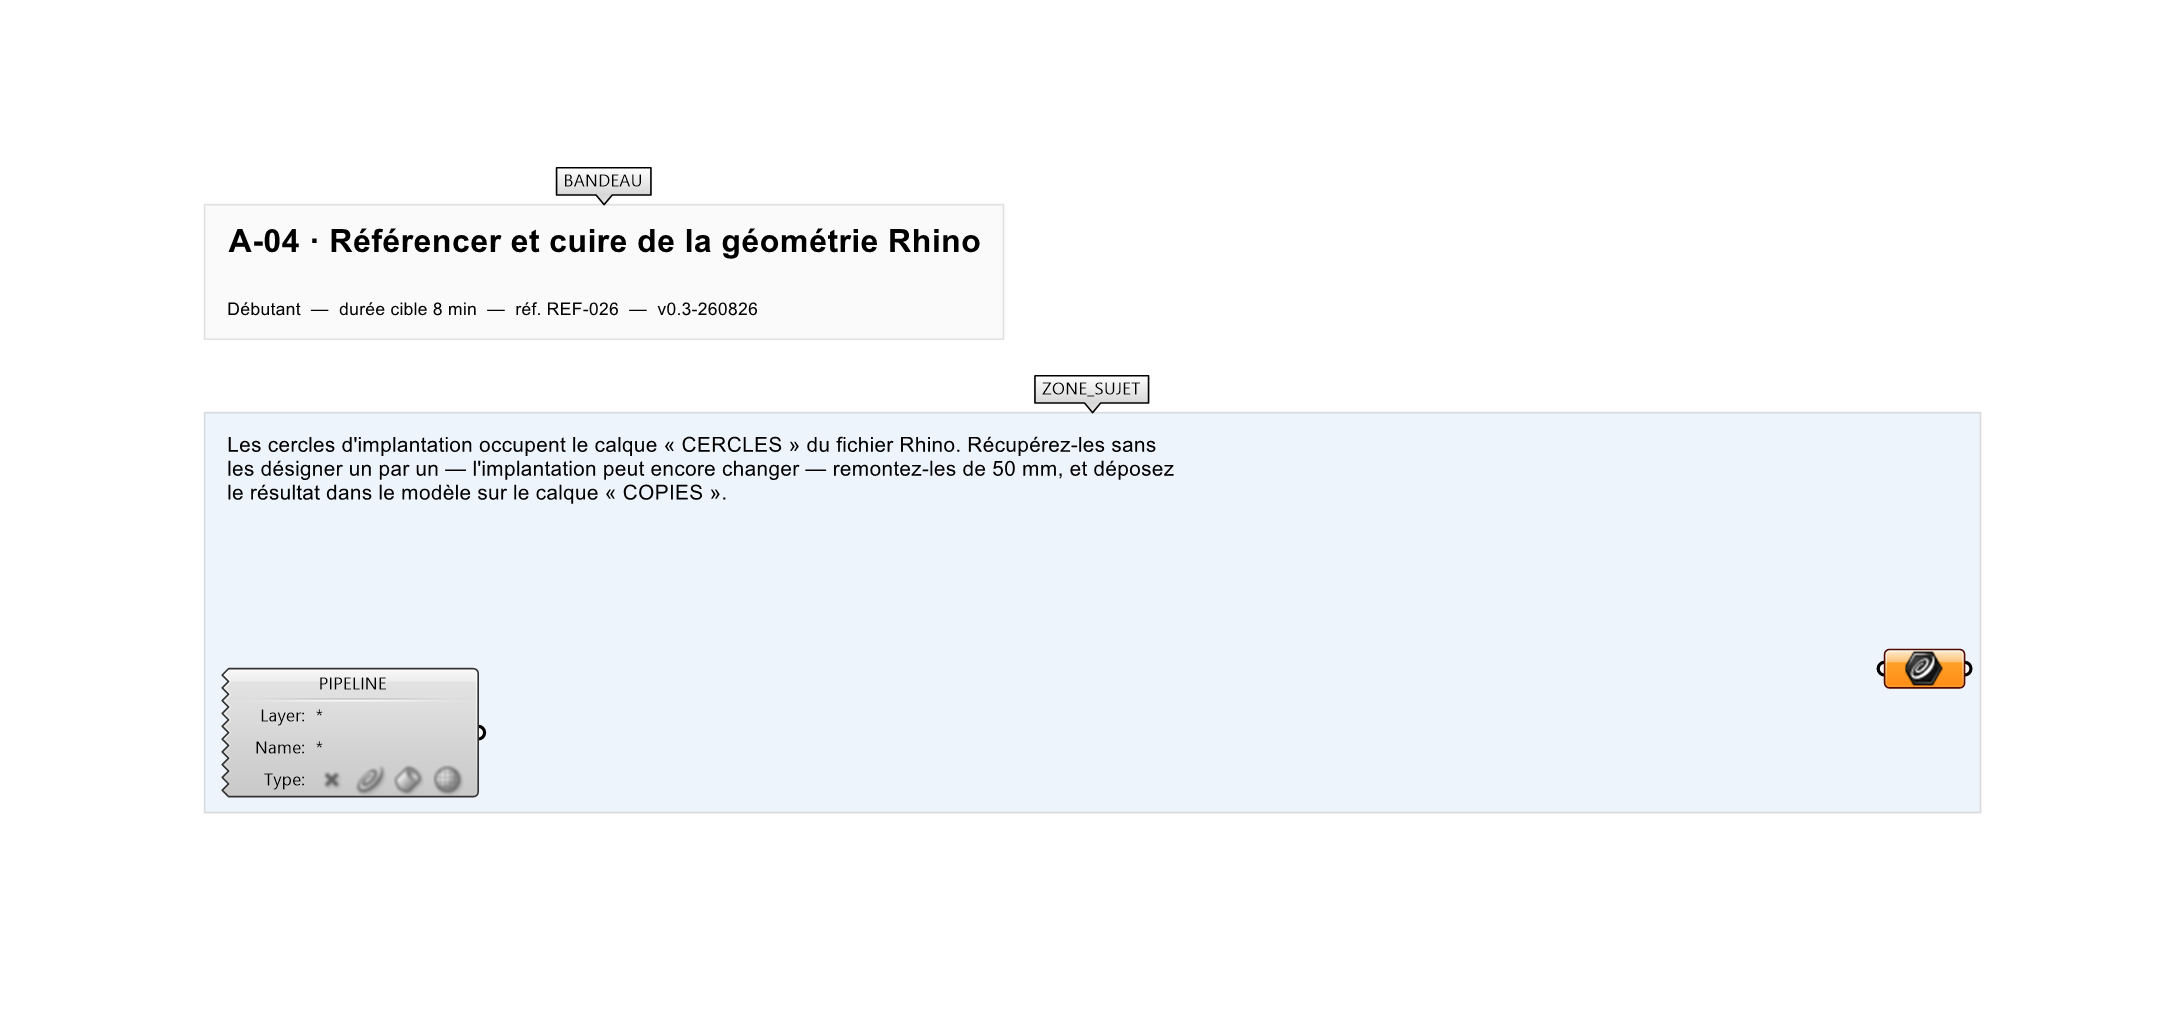 BANDEAU
A-04 · Référencer et cuire de la géométrie Rhino
Débutant — durée cible 8 min — réf. REF-026 — v0.3-260826
ZONE_SUJET
Les cercles d'implantation occupent le calque « CERCLES » du fichier Rhino. Récupérez-les sans
les désigner un par un — l'implantation peut encore changer — remontez-les de 50 mm, et déposez
le résultat dans le modèle sur le calque « COPIES ».
PIPELINE
Layer: *
Name: *
Type: